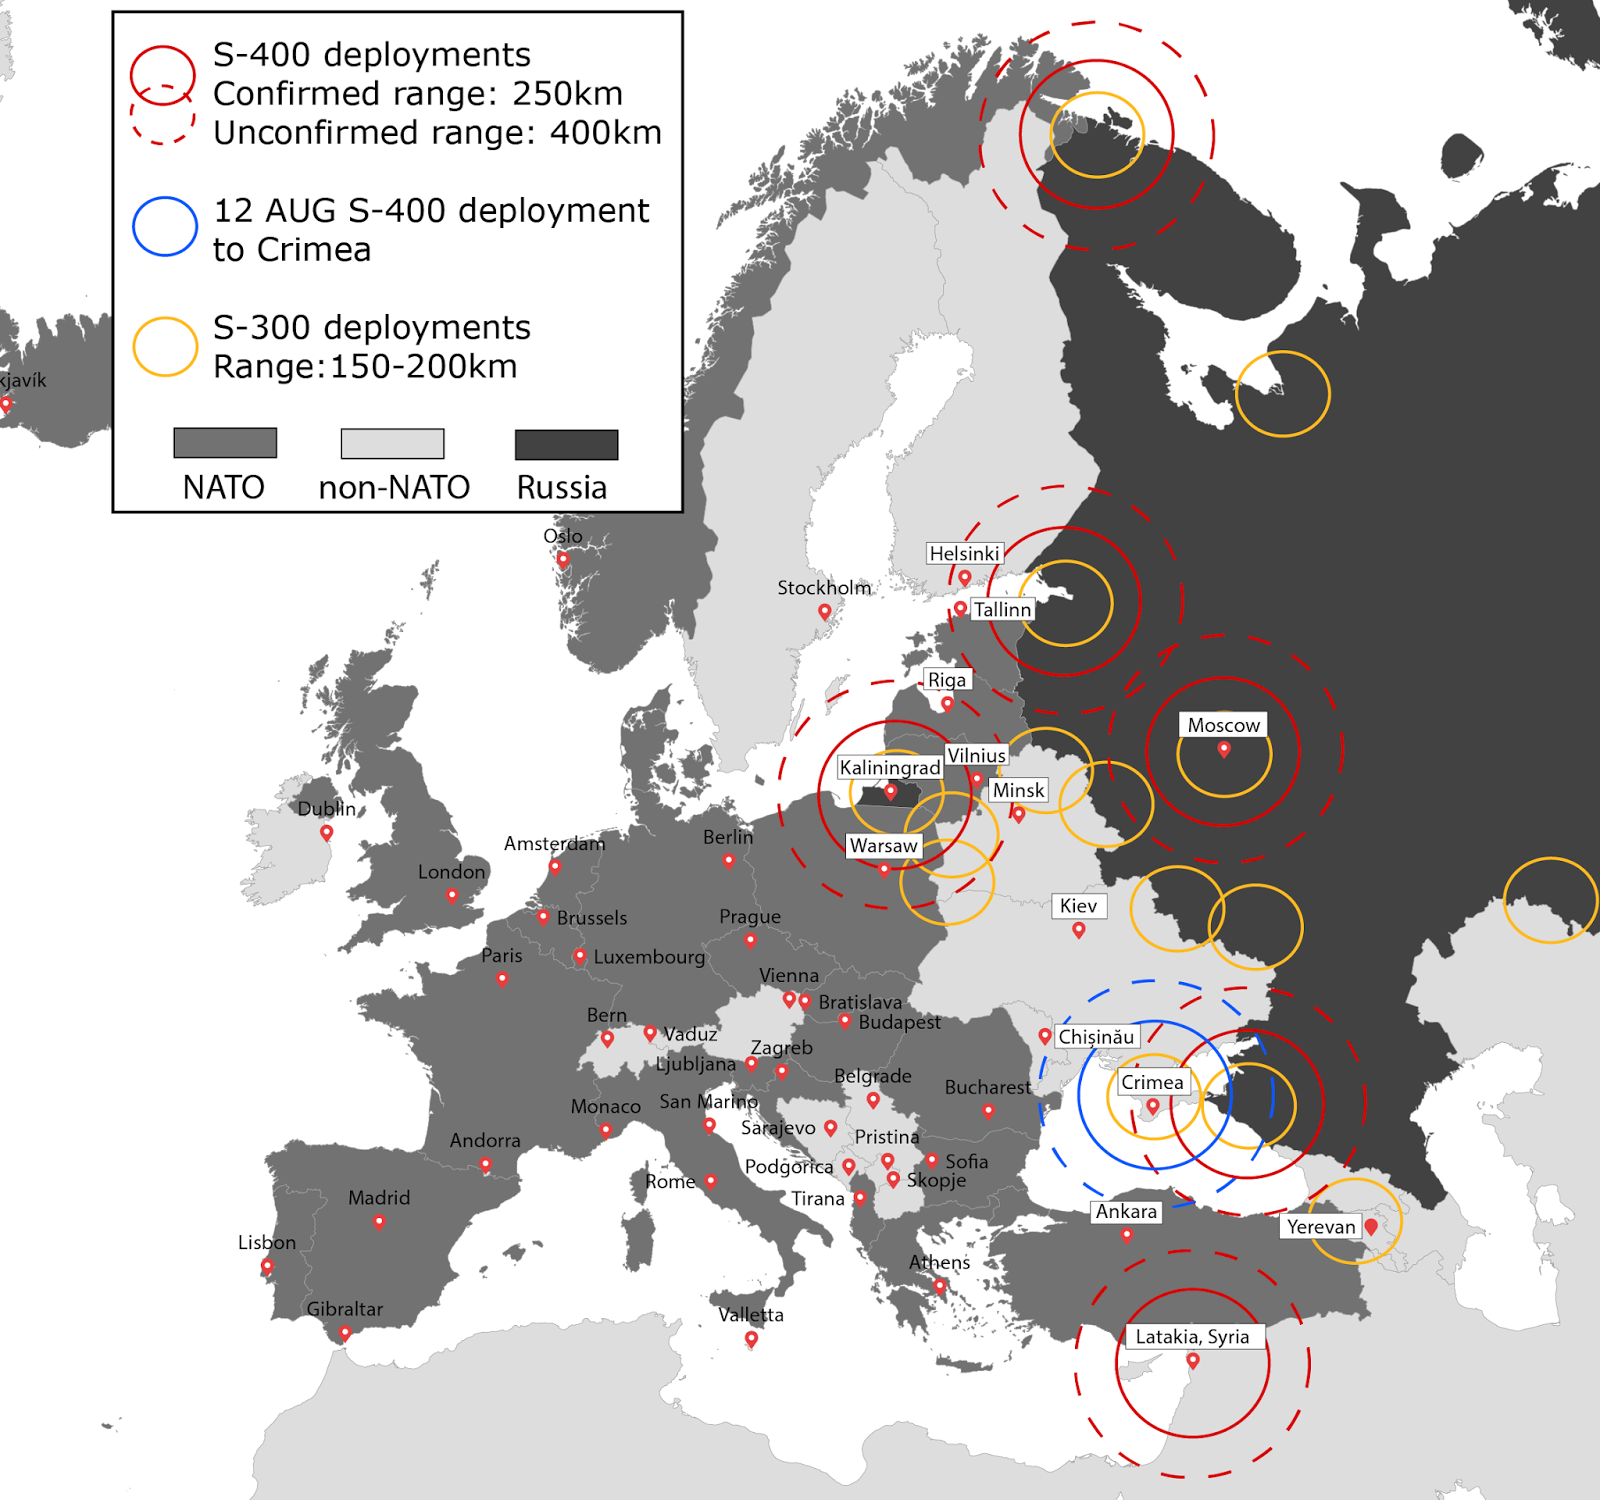 S-400 deployments
Confirmed range: 250km
Unconfirmed range: 400km
12 AUG S-400 deployment
to Crimea
S-300 deployments
Range:150-200km
NATO
non-NATO
Russia
kjavík
Oslo
Helsinki
Stockholm
Tallinn
Riga
Moscow
Vilnius
Kaliningrad
Minsk
Dublin
Berlin
Amsterdam
Warsaw
London
Kiev
Brussels
Prague
Paris
Luxembourg
Vienna
Bratislava
Bern
Budapest
Vaduz
Chişinău
Zagreb
Ljubljana
Belgrade
Crimea
Bucharest
San Marino
Monaco
Sarajevo
Pristina
Andorra
Sofia
Podgorica
Rome
Skopje
Madrid
Tirana
Ankara
Yerevan
Lisbon
Athens
Gibraltar
Valletta
Latakia, Syria